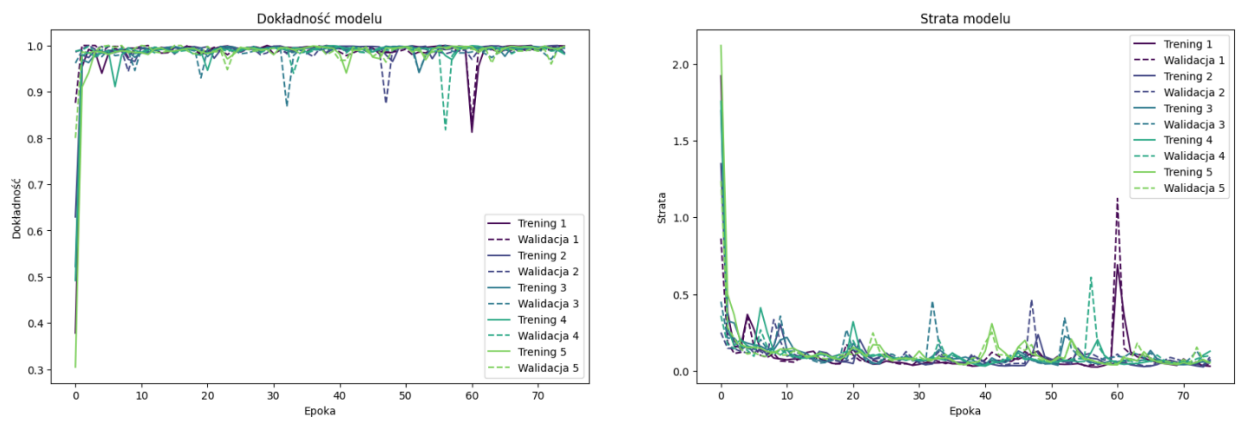 Dokładność modelu
Dokładność
1.0
0.9
0.8
0.7
0.6
0.5
0.4
0.3
0
10
20
30
40
50
60
70
Epoka
Trening 1
Walidacja 1
Trening 2
Walidacja 2
Trening 3
Walidacja 3
Trening 4
Walidacja 4
Trening 5
Walidacja 5
Strata modelu
Strata
2.0
1.5
1.0
0.5
0.0
0
10
20
30
40
50
60
70
Epoka
Trening 1
Walidacja 1
Trening 2
Walidacja 2
Trening 3
Walidacja 3
Trening 4
Walidacja 4
Trening 5
Walidacja 5